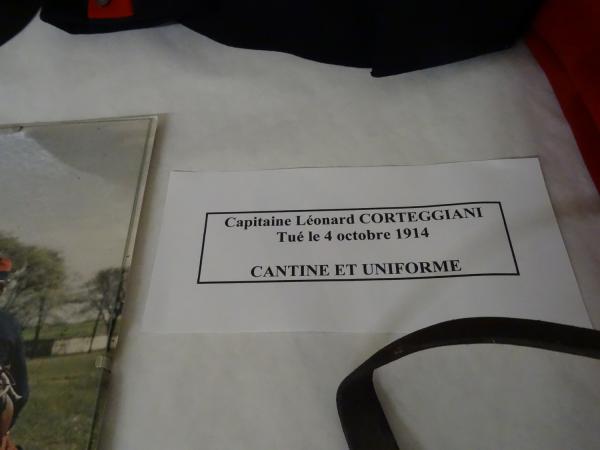 Capitaine Léonard CORTEGGIANI
Tué le 4 octobre 1914
CANTINE ET UNIFORME